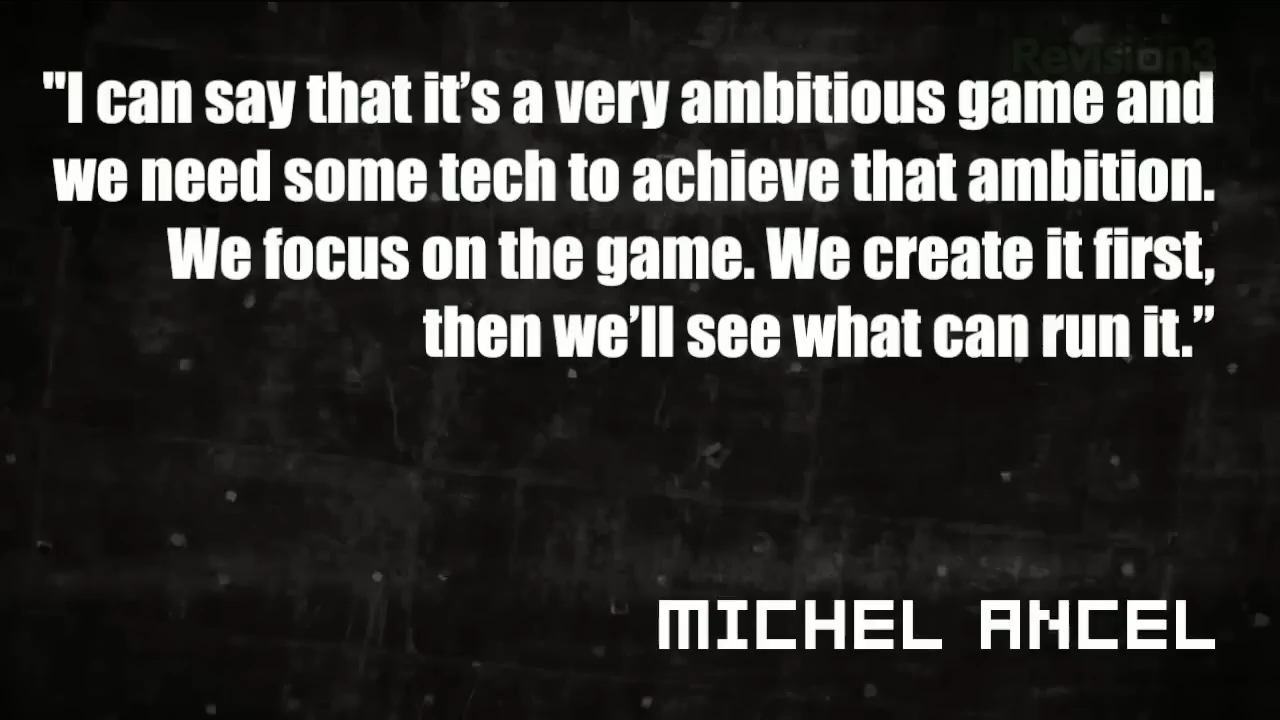 Revision3
"I can say that it’s a very ambitious game and
we need some tech to achieve that ambition.
We focus on the game. We create it first,
then we’ll see what can run it.”
MICHEL ANCEL